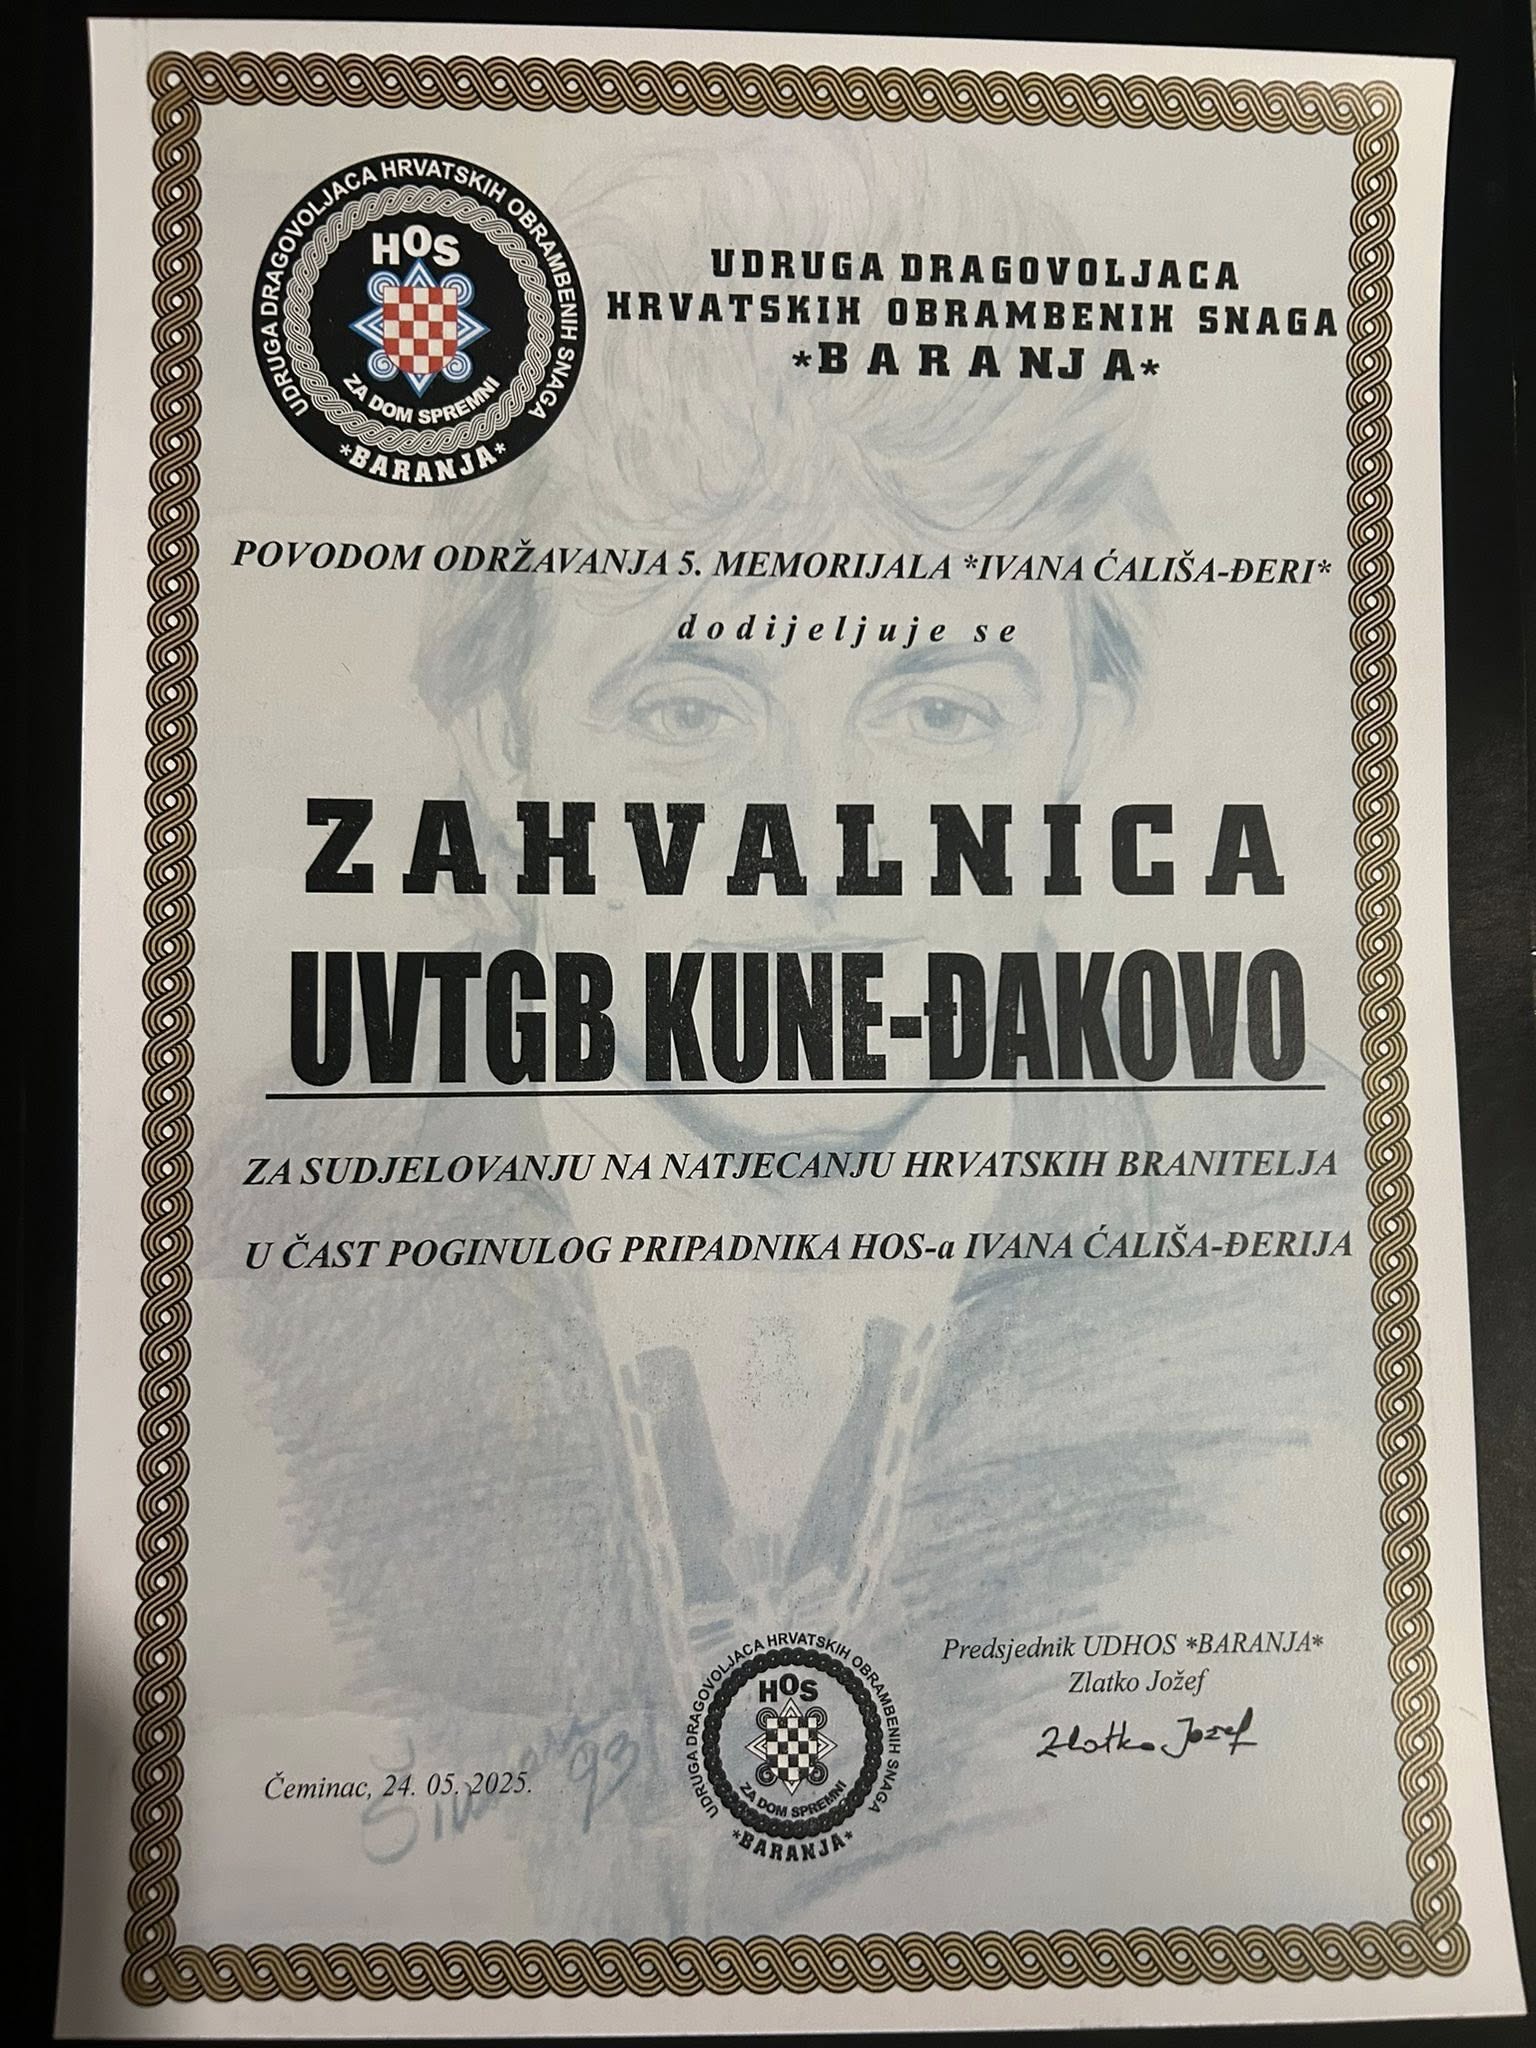 UDRUGA DRAGOVOLJACA HRVATSKIH OBRAMBENIH SNAGA
HOS
ZA DOM SPREMNI
*BARANJA*
UDRUGA DRAGOVOLJACA
HRVATSKIH OBRAMBENIH SNAGA
*BARANJA*
POVODOM ODRŽAVANJA 5. MEMORIJALA *IVANA ĆALIŠA-ĐERI*
dodijeljuje se
ZAHVALNICA
UVTGB KUNE-ĐAKOVO
ZA SUDJELOVANJU NA NATJECANJU HRVATSKIH BRANITELJA
U ČAST POGINULOG PRIPADNIKA HOS-a IVANA ĆALIŠA-ĐERIJA
Predsjednik UDHOS *BARANJA*
Zlatko Jožef
Zlatko Jozef
UDRUGA DRAGOVOLJACA HRVATSKIH OBRAMBENIH SNAGA
HOS
ZA DOM SPREMNI
*BARANJA*
Čeminac, 24. 05. 2025.
93